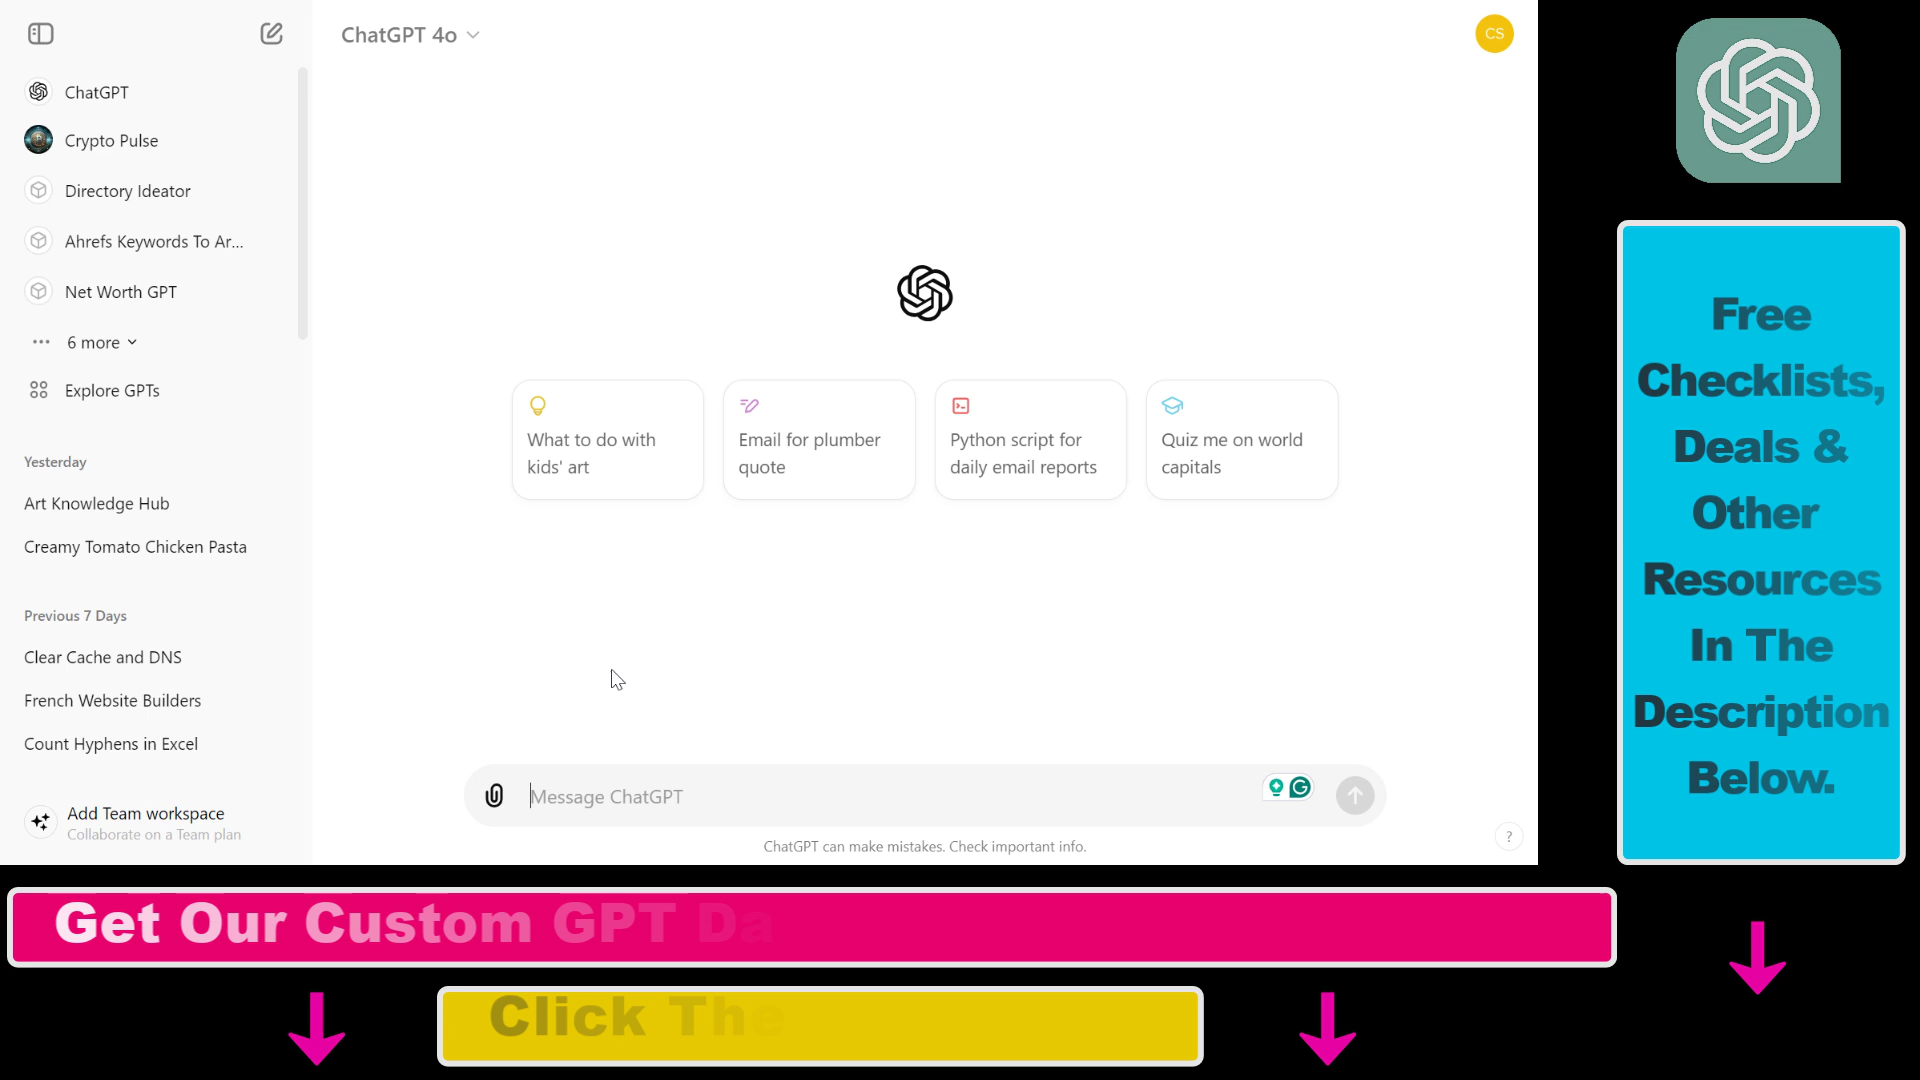 ChatGPT 4o
CS
ChatGPT
Crypto Pulse
Directory Ideator
Ahrefs Keywords To Ar...
Net Worth GPT
6 more
Explore GPTs
Yesterday
Art Knowledge Hub
Creamy Tomato Chicken Pasta
Previous 7 Days
Clear Cache and DNS
French Website Builders
Count Hyphens in Excel
Add Team workspace
Collaborate on a Team plan
What to do with
kids' art
Email for plumber
quote
Python script for
daily email reports
Quiz me on world
capitals
Message ChatGPT
ChatGPT can make mistakes. Check important info.
?
Free
Checklists,
Deals &
Other
Resources
In The
Description
Below.
Get Our Custom GPT Da
Click The